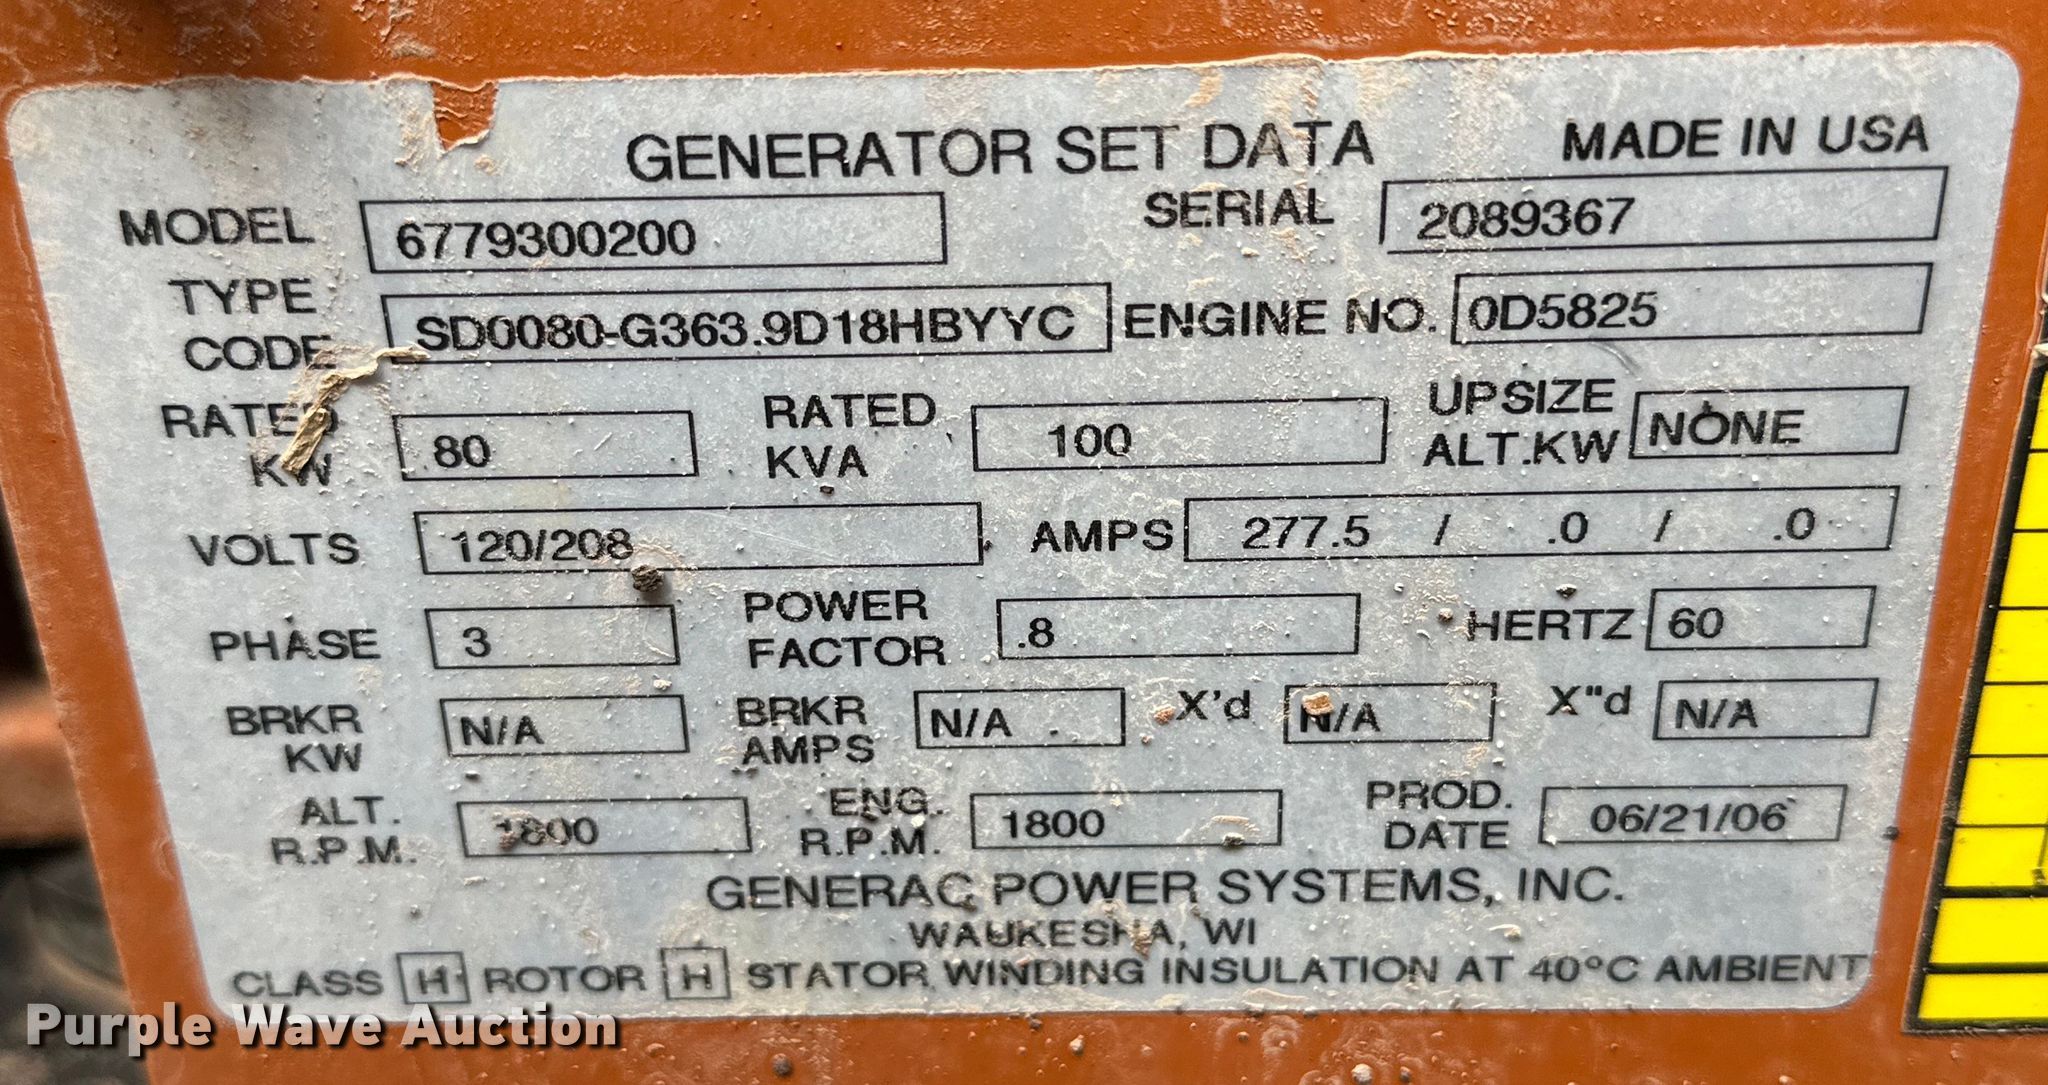 GENERATOR SET DATA MADE IN USA
MODEL 6779300200 SERIAL 2089367
TYPE CODE SD0080-G363.9D18HBYYC ENGINE NO. 0D5825
RATED KW 80 RATED KVA 100 UPSIZE ALT.KW NONE
VOLTS 120/208 AMPS 277.5 / .0 / .0
PHASE 3 POWER FACTOR .8 HERTZ 60
BRKR KW N/A BRKR AMPS N/A X'd N/A X"d N/A
ALT. R.P.M. 1800 ENG. R.P.M. 1800 PROD. DATE 06/21/06
GENERAC POWER SYSTEMS, INC.
WAUKESHA, WI
CLASS H ROTOR H STATOR WINDING INSULATION AT 40°C AMBIENT
Purple Wave Auction